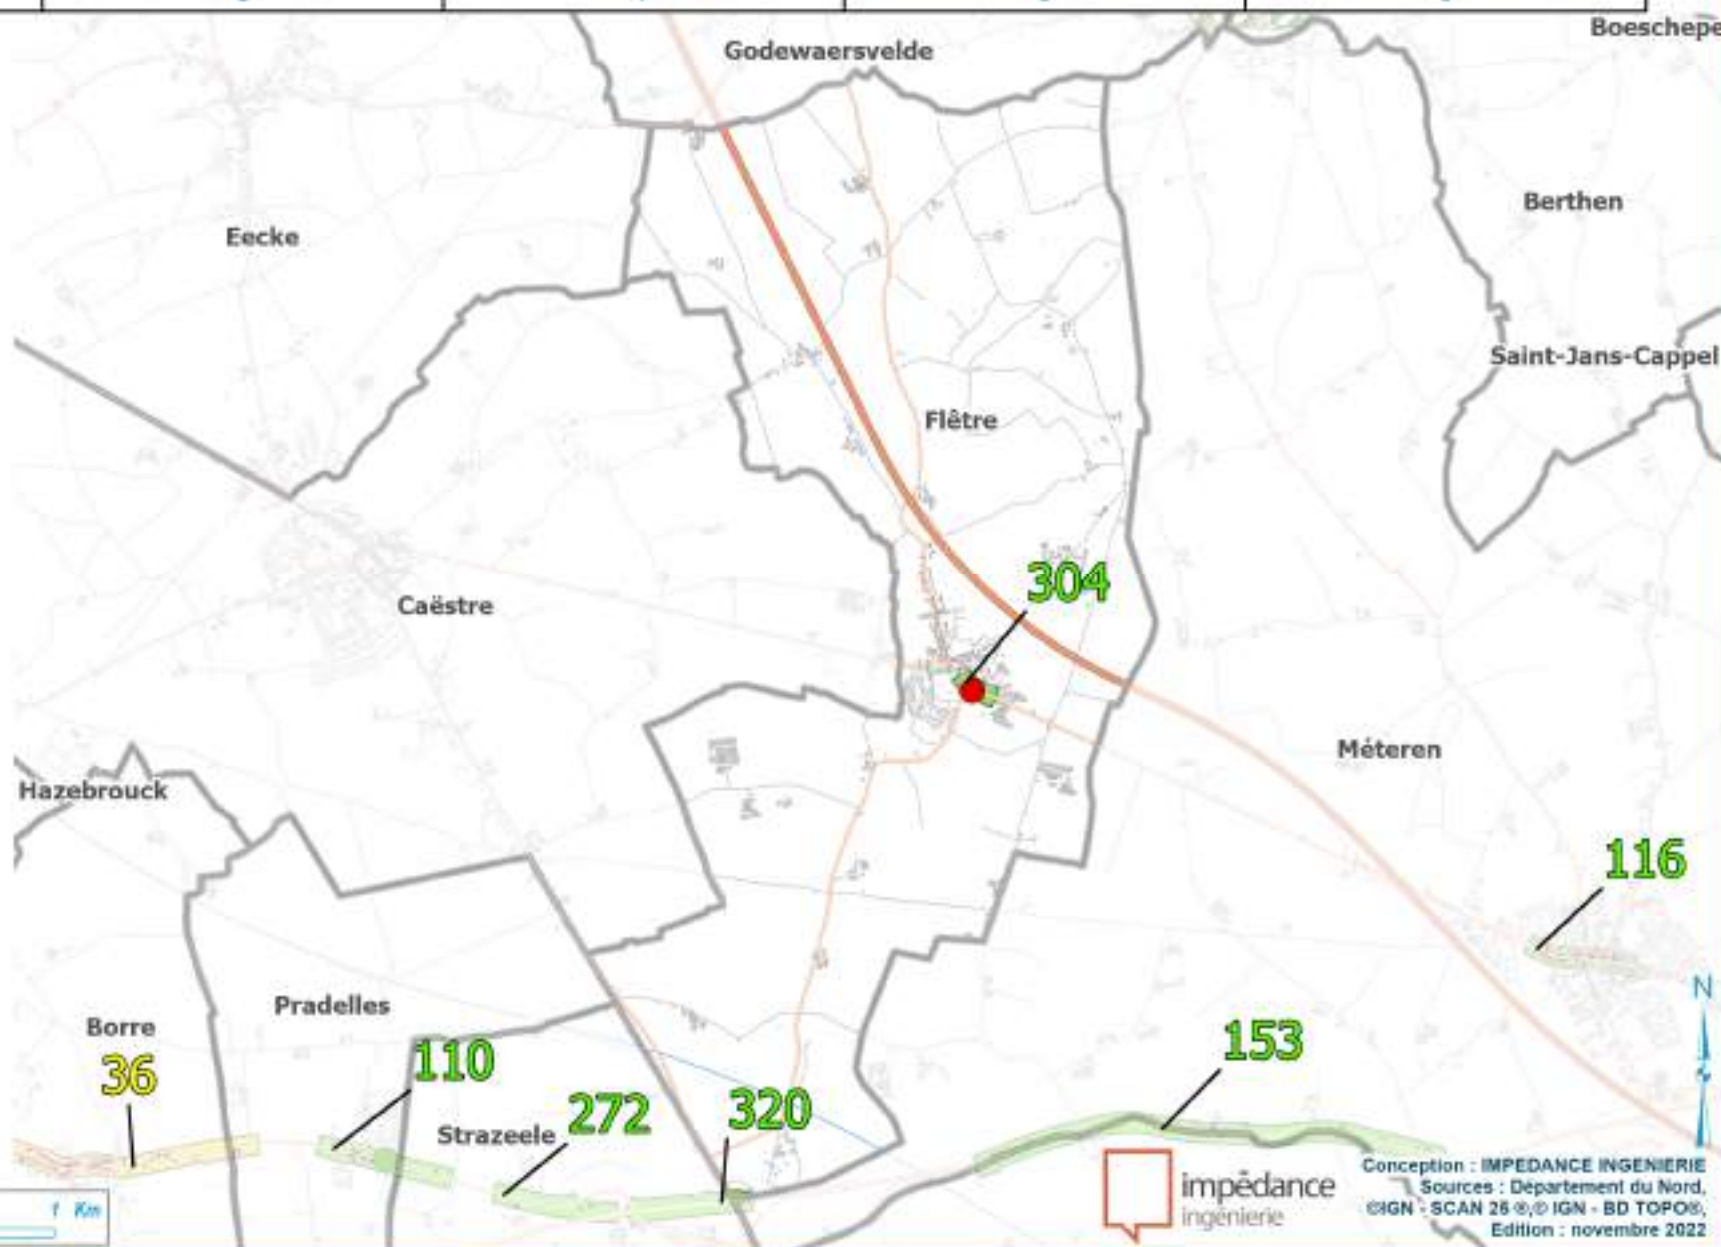 Boeschepe
Godewaersvelde
Berthen
Eecke
Saint-Jans-Cappel
Flêtre
304
Caëstre
Méteren
Hazebrouck
116
N
Pradelles
Borre
153
110
36
272
320
Strazeele
impédance
ingénierie
Conception : IMPEDANCE INGENIERIE
Sources : Département du Nord,
©IGN - SCAN 25 ®,© IGN - BD TOPO®,
Edition : novembre 2022
1 Km